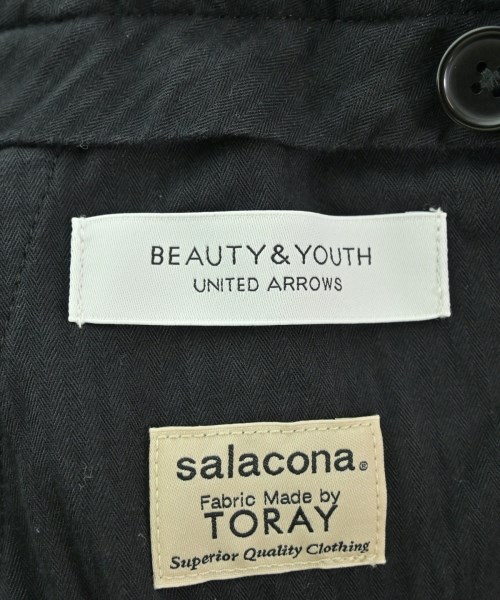 BEAUTY&YOUTH
UNITED ARROWS
salacona®
Fabric Made by
TORAY
Superior Quality Clothing